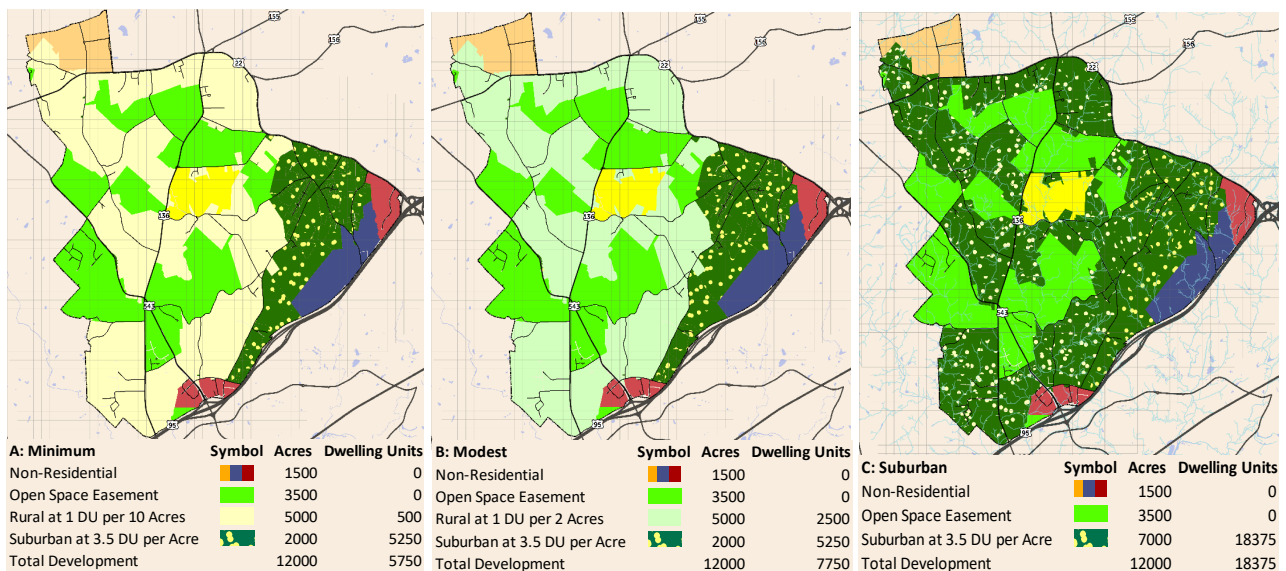 155
156
22
136
543
95
A: Minimum Symbol Acres Dwelling Units
Non-Residential 1500 0
Open Space Easement 3500 0
Rural at 1 DU per 10 Acres 5000 500
Suburban at 3.5 DU per Acre 2000 5250
Total Development 12000 5750
155
156
22
136
543
95
B: Modest Symbol Acres Dwelling Units
Non-Residential 1500 0
Open Space Easement 3500 0
Rural at 1 DU per 2 Acres 5000 2500
Suburban at 3.5 DU per Acre 2000 5250
Total Development 12000 7750
155
156
22
136
543
95
C: Suburban Symbol Acres Dwelling Units
Non-Residential 1500 0
Open Space Easement 3500 0
Suburban at 3.5 DU per Acre 7000 18375
Total Development 12000 18375